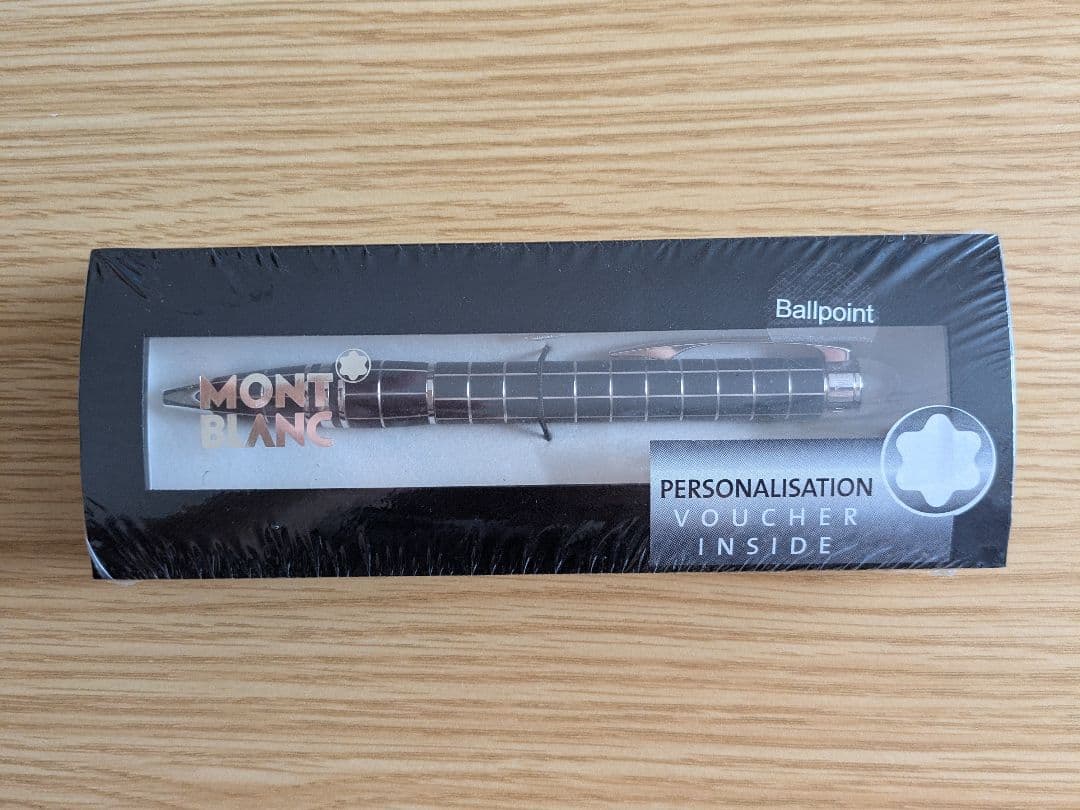 Ballpoint
MONT
BLANC
PERSONALISATION
VOUCHER
INSIDE